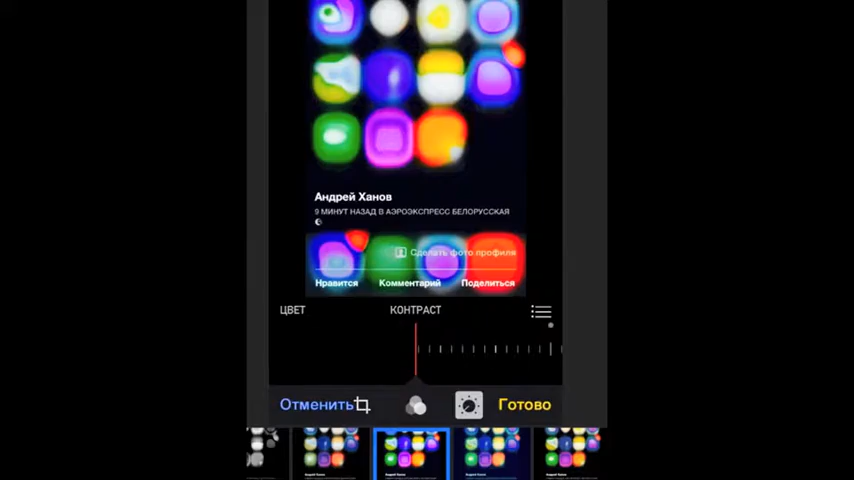 Андрей Ханов
9 МИНУТ НАЗАД В АЭРОЭКСПРЕСС БЕЛОРУССКАЯ
Сделать фото профиля
Нравится Комментарий Поделиться
ЦВЕТ КОНТРАСТ
Отменить Готово